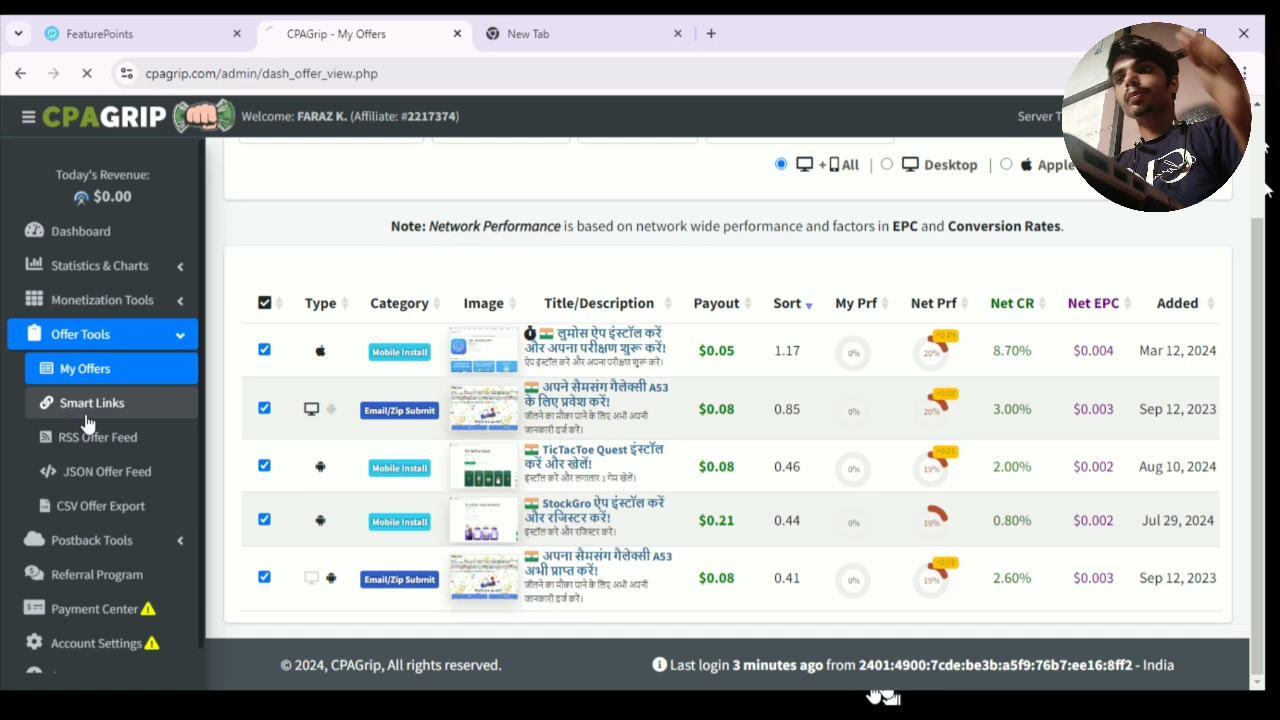 FeaturePoints
CPAGrip - My Offers
New Tab
cpagrip.com/admin/dash_offer_view.php
CPAGRIP
Welcome: FARAZ K. (Affiliate: #2217374)
Server
Today's Revenue:
$0.00
Dashboard
Statistics & Charts
Monetization Tools
Offer Tools
My Offers
Smart Links
RSS Offer Feed
JSON Offer Feed
CSV Offer Export
Postback Tools
Referral Program
Payment Center
Account Settings
+ All | Desktop | Apple
Note: Network Performance is based on network wide performance and factors in EPC and Conversion Rates.
Type Category Image Title/Description Payout Sort My Prf Net Prf Net CR Net EPC Added
Mobile Install
लुमोस ऐप इंस्टॉल करें
और अपना परीक्षण शुरू करें!
ऐप इंस्टॉल करें और अपना परीक्षण शुरू करें।
$0.05 1.17 0% 20% +0.19 8.70% $0.004 Mar 12, 2024
Email/Zip Submit
अपने सैमसंग गैलेक्सी A53
के लिए प्रवेश करें!
जीतने का मौका पाने के लिए अभी अपनी
जानकारी दर्ज करें।
$0.08 0.85 0% 20% +0.02 3.00% $0.003 Sep 12, 2023
Mobile Install
TicTacToe Quest इंस्टॉल
करें और खेलें!
इंस्टॉल करें और लगातार 3 गेम खेलें।
$0.08 0.46 0% 19% +0.01 2.00% $0.002 Aug 10, 2024
Mobile Install
StockGro ऐप इंस्टॉल करें
और रजिस्टर करें!
इंस्टॉल करें और रजिस्टर करें।
$0.21 0.44 0% 19% 0.80% $0.002 Jul 29, 2024
Email/Zip Submit
अपना सैमसंग गैलेक्सी A53
अभी प्राप्त करें!
जीतने का मौका पाने के लिए अभी अपनी
जानकारी दर्ज करें।
$0.08 0.41 0% 19% +0.01 2.60% $0.003 Sep 12, 2023
© 2024, CPAGrip, All rights reserved.
Last login 3 minutes ago from 2401:4900:7cde:be3b:a5f9:76b7:ee16:8ff2 - India